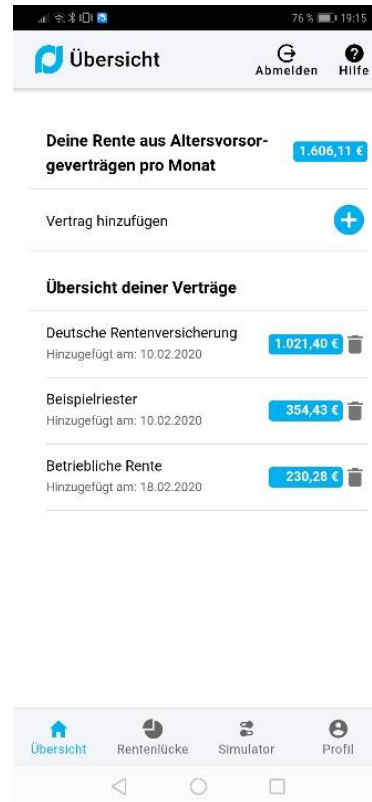 76 % 19:15
Übersicht
Abmelden
Hilfe
Deine Rente aus Altersvorsor-
geverträgen pro Monat
1.606,11 €
Vertrag hinzufügen
Übersicht deiner Verträge
Deutsche Rentenversicherung
Hinzugefügt am: 10.02.2020
1.021,40 €
Beispielriester
Hinzugefügt am: 10.02.2020
354,43 €
Betriebliche Rente
Hinzugefügt am: 18.02.2020
230,28 €
Übersicht
Rentenlücke
Simulator
Profil